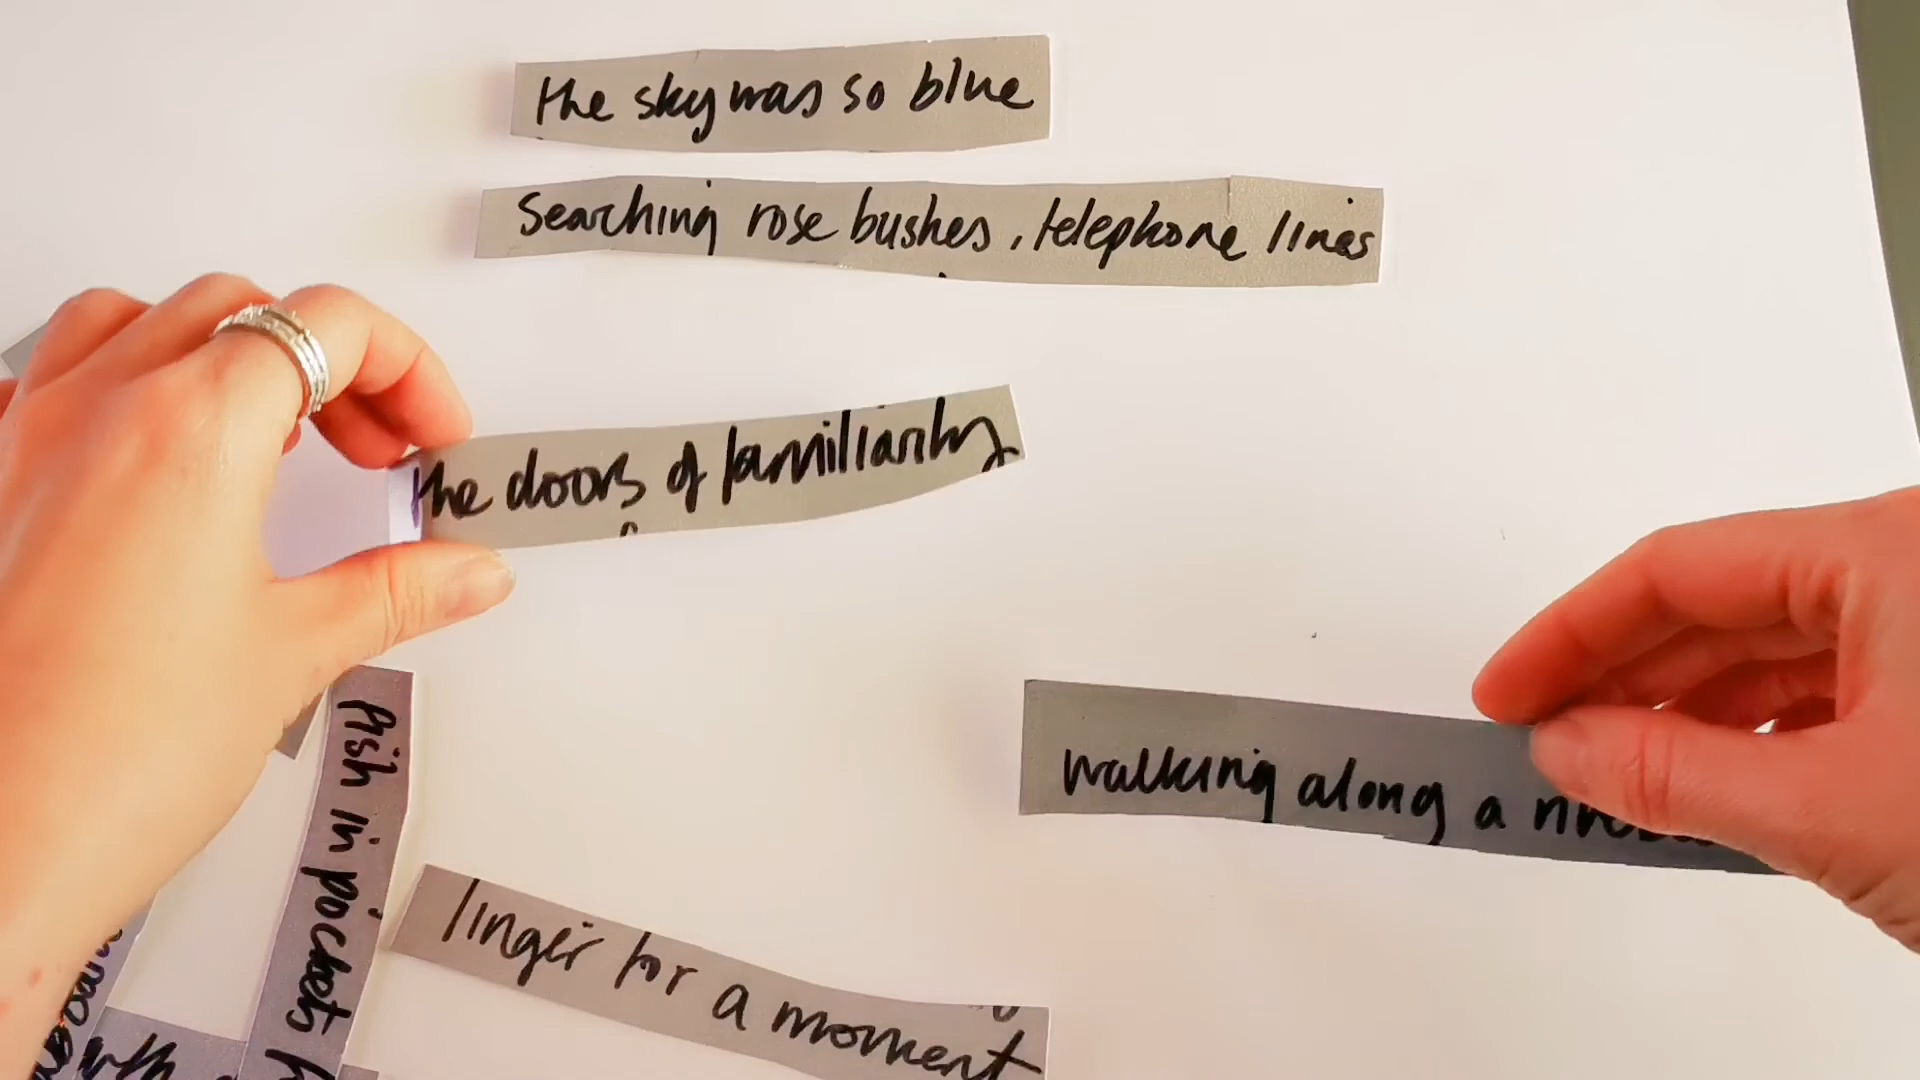 the sky was so blue
Searching rose bushes, telephone lines
the doors of familiarity
walking along a
fish in pockets
linger for a moment